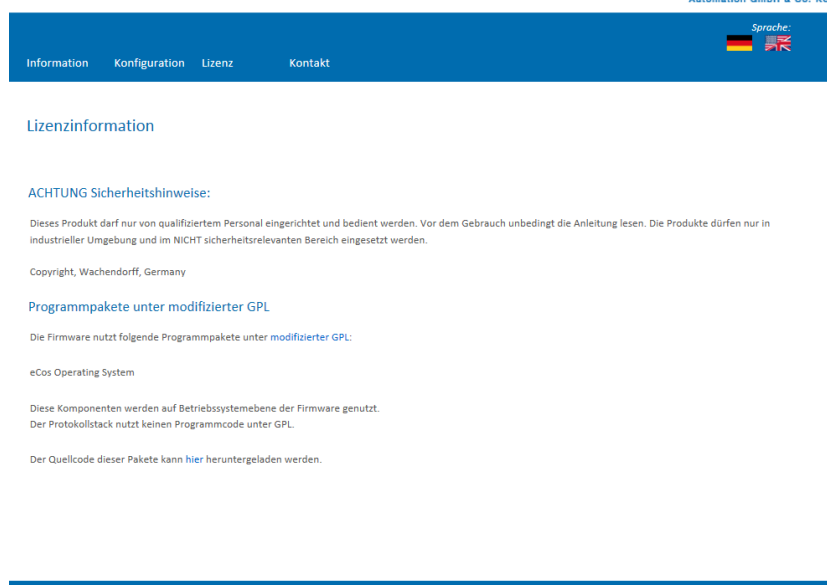 Automation GmbH & Co. KG
Sprache:
Information Konfiguration Lizenz Kontakt
Lizenzinformation
ACHTUNG Sicherheitshinweise:
Dieses Produkt darf nur von qualifiziertem Personal eingerichtet und bedient werden. Vor dem Gebrauch unbedingt die Anleitung lesen. Die Produkte dürfen nur in
industrieller Umgebung und im NICHT sicherheitsrelevanten Bereich eingesetzt werden.
Copyright, Wachendorff, Germany
Programmpakete unter modifizierter GPL
Die Firmware nutzt folgende Programmpakete unter modifizierter GPL:
eCos Operating System
Diese Komponenten werden auf Betriebssystemebene der Firmware genutzt.
Der Protokollstack nutzt keinen Programmcode unter GPL.
Der Quellcode dieser Pakete kann hier heruntergeladen werden.